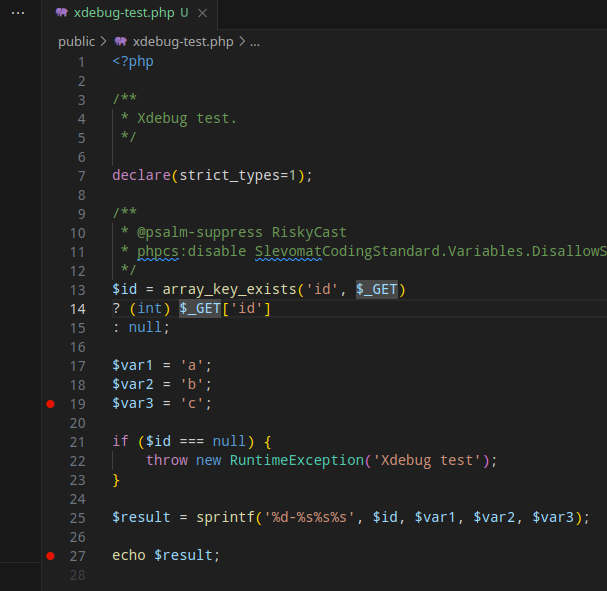 ··· xdebug-test.php U ×
public > xdebug-test.php > ...
1 <?php
2
3 /**
4 * Xdebug test.
5 */
6
7 declare(strict_types=1);
8
9 /**
10 * @psalm-suppress RiskyCast
11 * phpcs:disable SlevomatCodingStandard.Variables.DisallowS
12 */
13 $id = array_key_exists('id', $_GET)
14 ? (int) $_GET['id']
15 : null;
16
17 $var1 = 'a';
18 $var2 = 'b';
19 $var3 = 'c';
20
21 if ($id === null) {
22 throw new RuntimeException('Xdebug test');
23 }
24
25 $result = sprintf('%d-%s%s%s', $id, $var1, $var2, $var3);
26
27 echo $result;
28